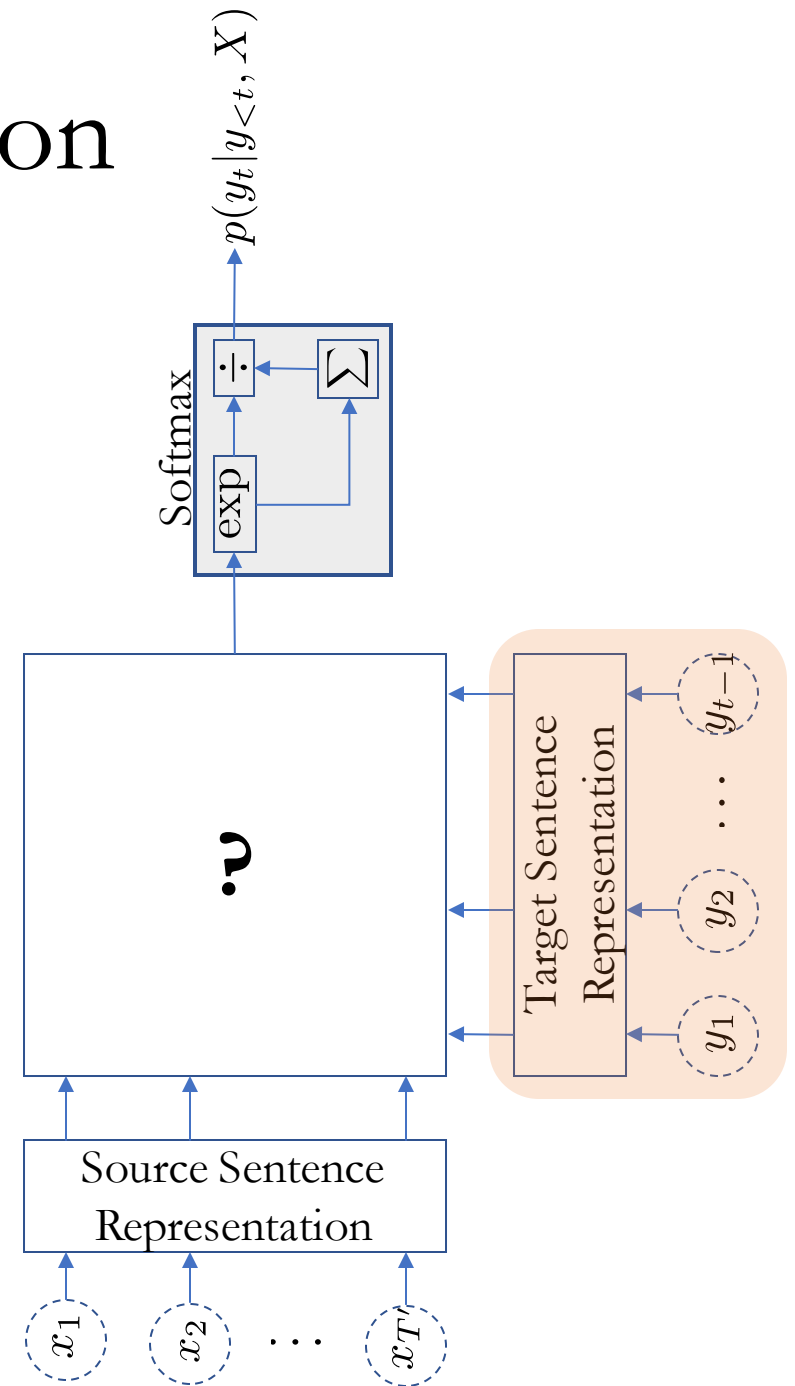 on
p(y_t|y_{<t}, X)
Softmax
÷
Σ
exp
?
Target Sentence
Representation
y_{t-1}
...
y_2
y_1
Source Sentence
Representation
x_1
x_2
...
x_{T'}